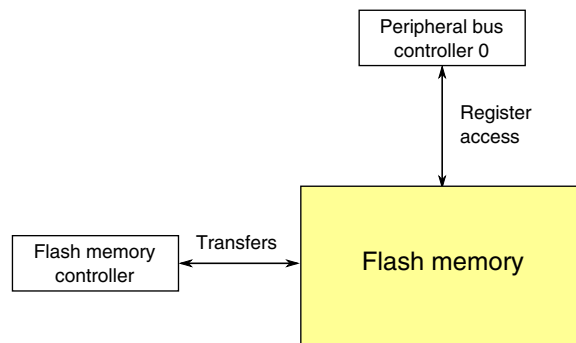 Peripheral bus
controller 0
Register
access
Transfers
Flash memory
controller
Flash memory